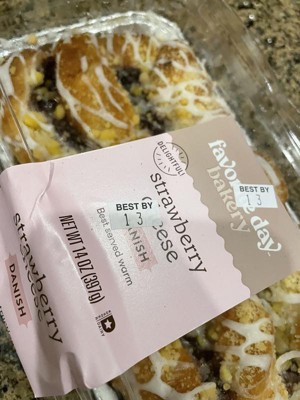 favorite day
bakery
BEST BY
13
DELIGHTFUL!
strawberry
cheese
DANISH
BEST BY
13
Best served warm
NET WT 14 OZ (397g)
strawberry
DANISH